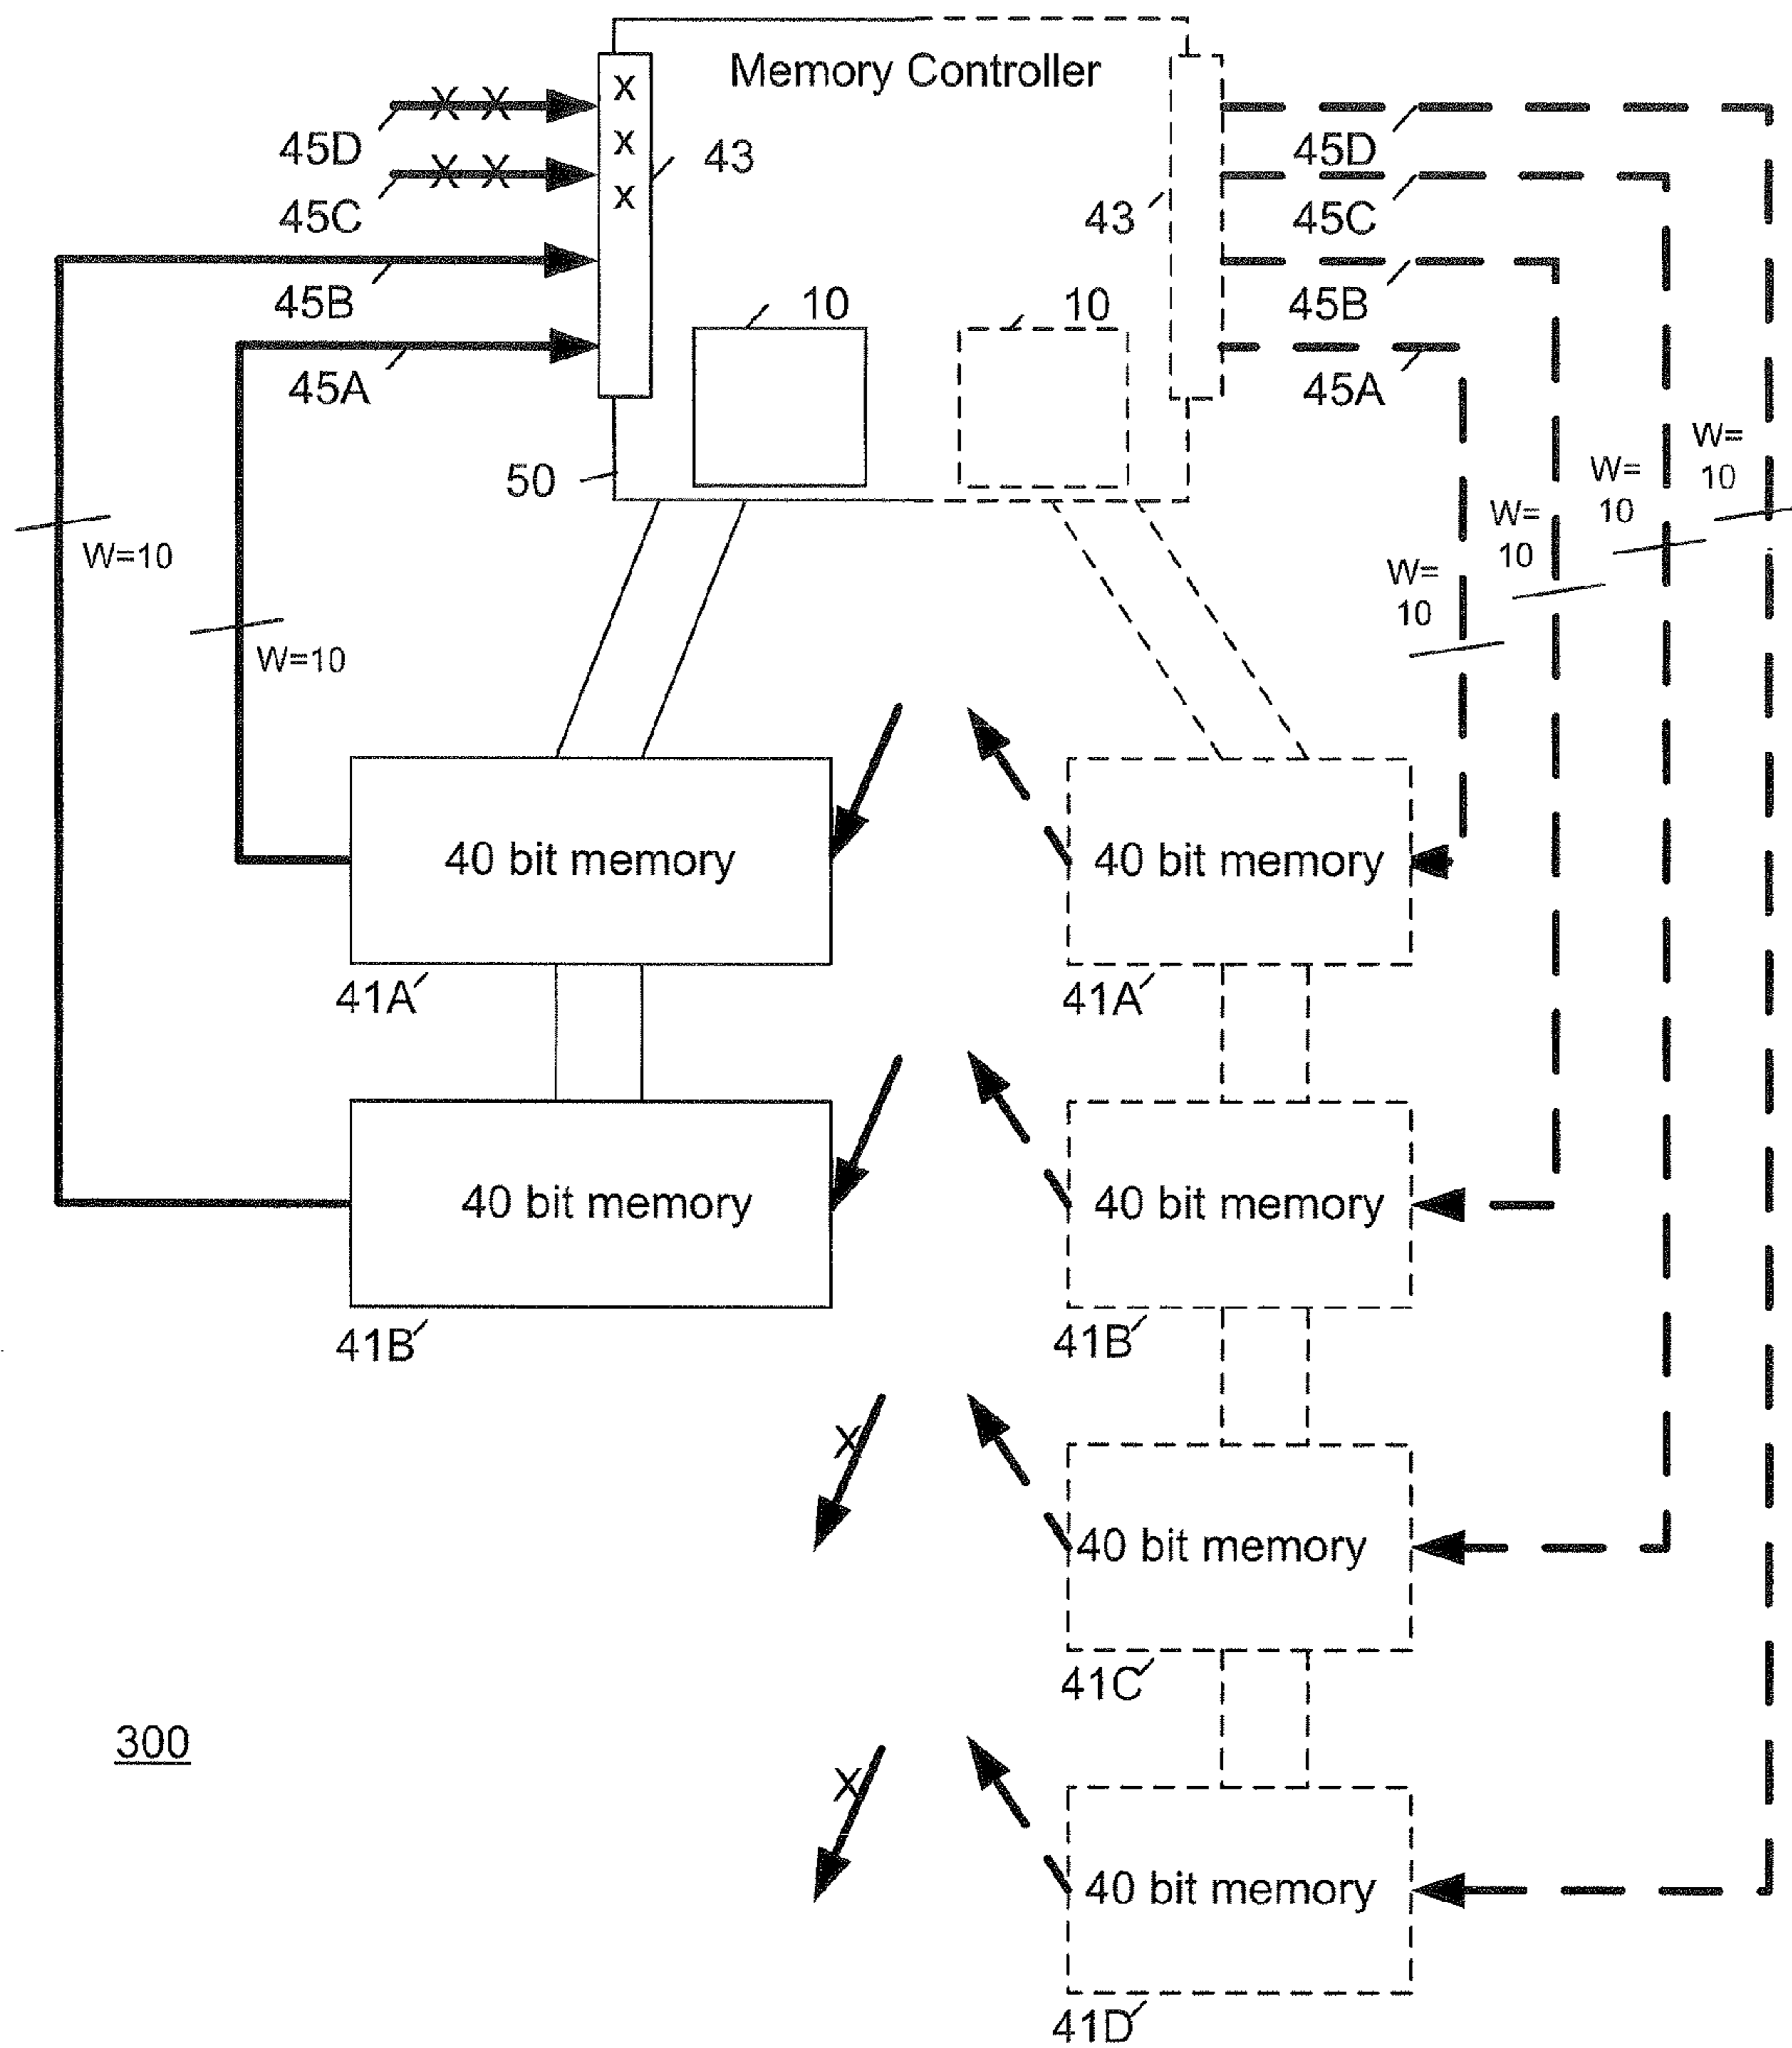 Memory Controller
X
X X
45D
45D
X
43
X X
45C
X
43
45C
45B
10
10
45B
45A
45A
50
W=
10
W=
10
W=
10
W=
10
W=10
W=10
40 bit memory
40 bit memory
41A
41A
40 bit memory
40 bit memory
41B
41B
X
40 bit memory
41C
300
X
40 bit memory
41D